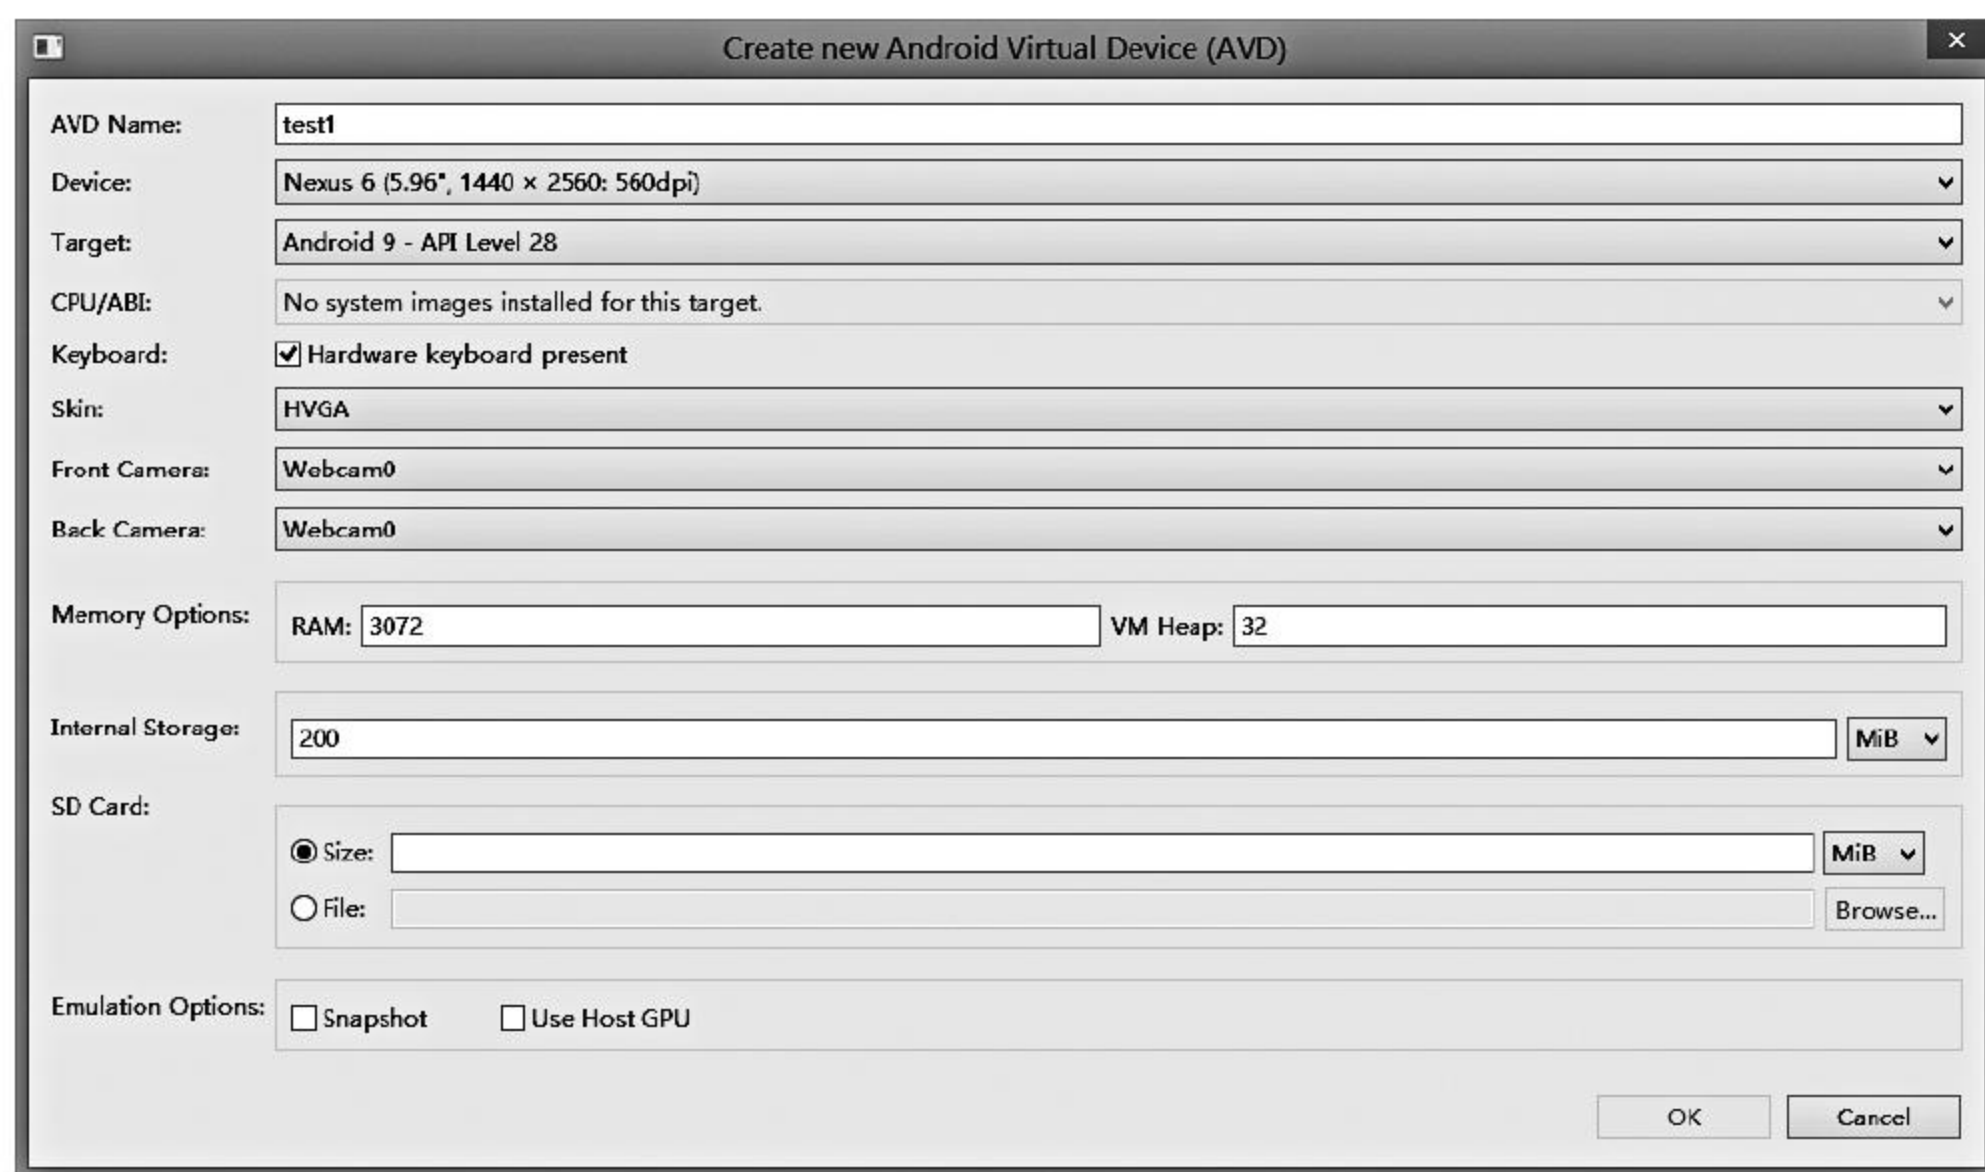 Create new Android Virtual Device (AVD)
AVD Name: test1
Device: Nexus 6 (5.96", 1440 × 2560: 560dpi)
Target: Android 9 - API Level 28
CPU/ABI: No system images installed for this target.
Keyboard: Hardware keyboard present
Skin: HVGA
Front Camera: Webcam0
Back Camera: Webcam0
Memory Options: RAM: 3072 VM Heap: 32
Internal Storage: 200 MiB
SD Card:
Size: MiB
File: Browse...
Emulation Options: Snapshot Use Host GPU
OK Cancel